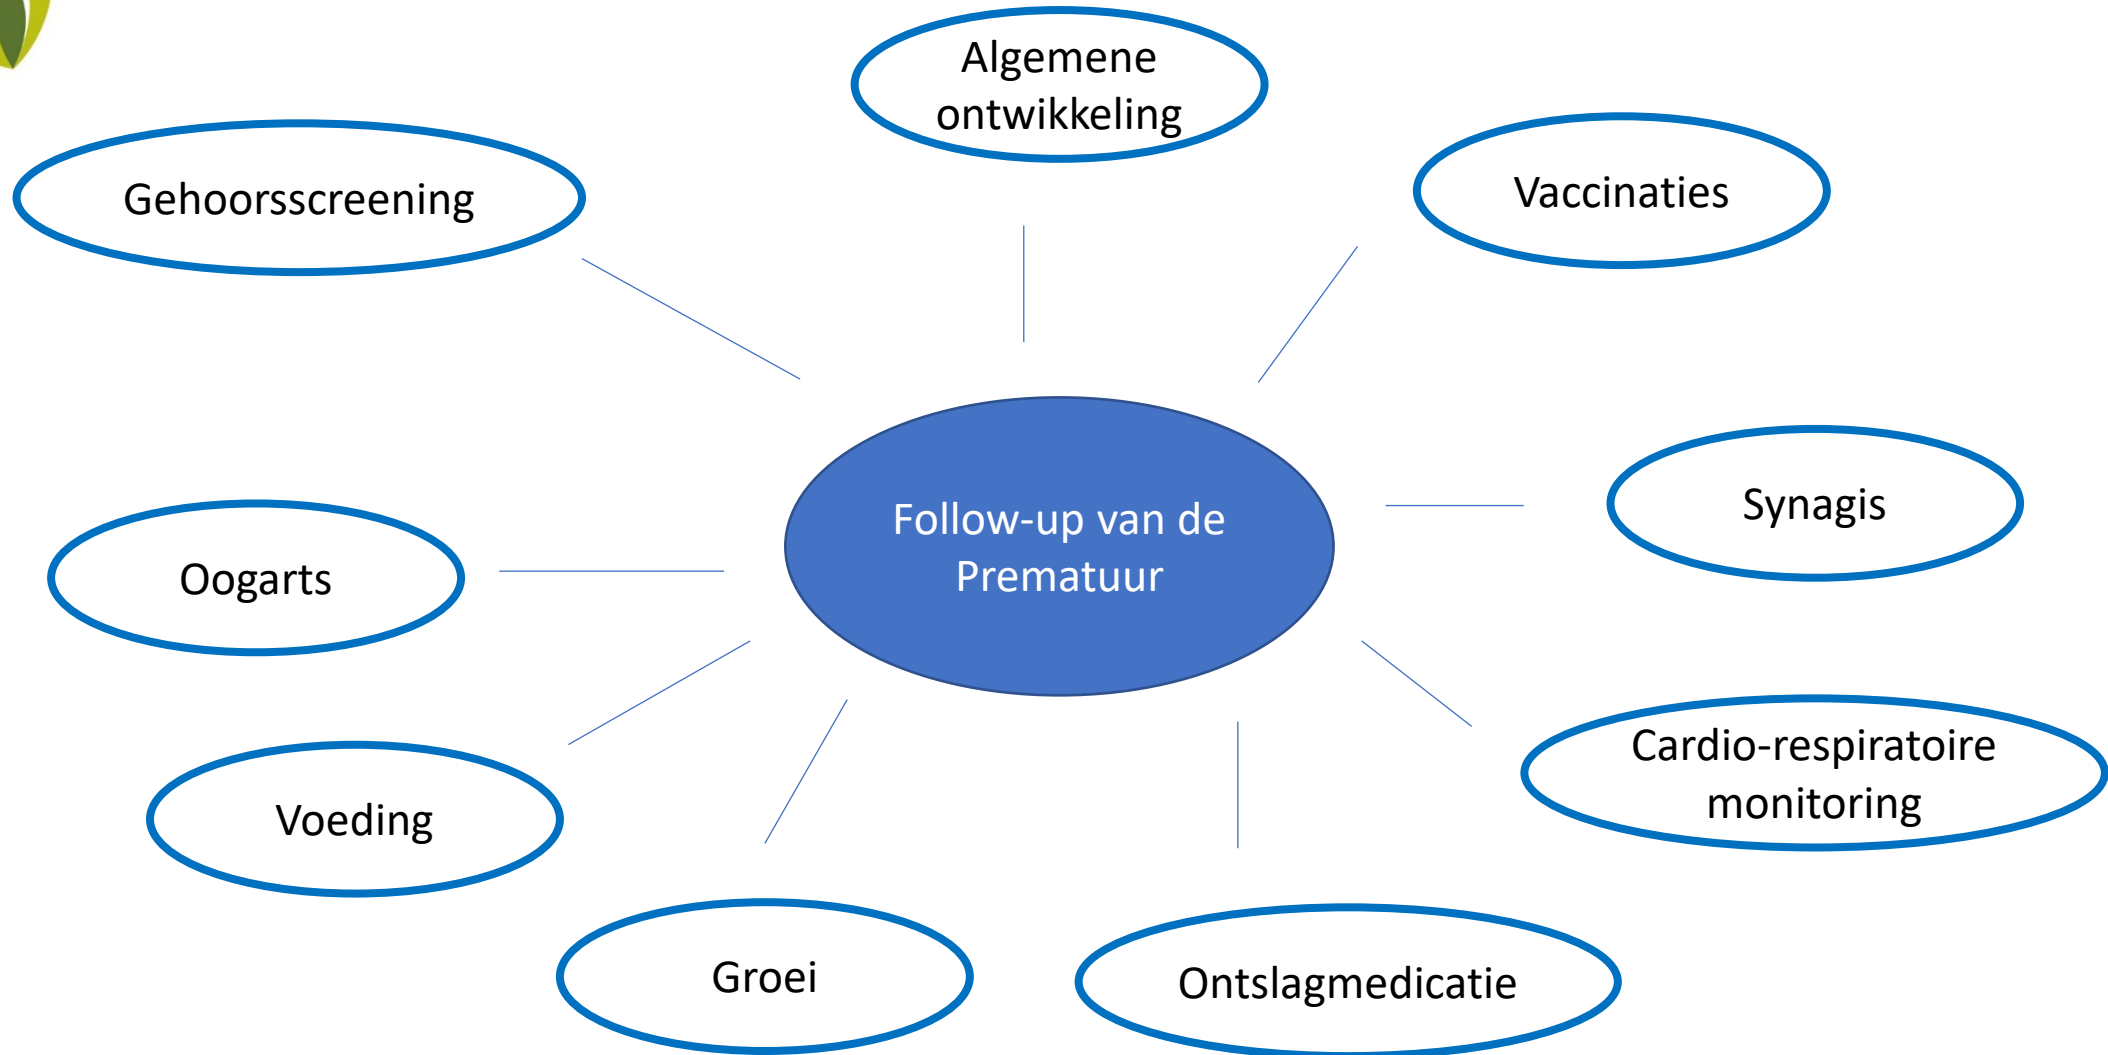 Algemene
ontwikkeling
Gehoorsscreening
Vaccinaties
Follow-up van de
Prematuur
Synagis
Oogarts
Cardio-respiratoire
monitoring
Voeding
Groei
Ontslagmedicatie